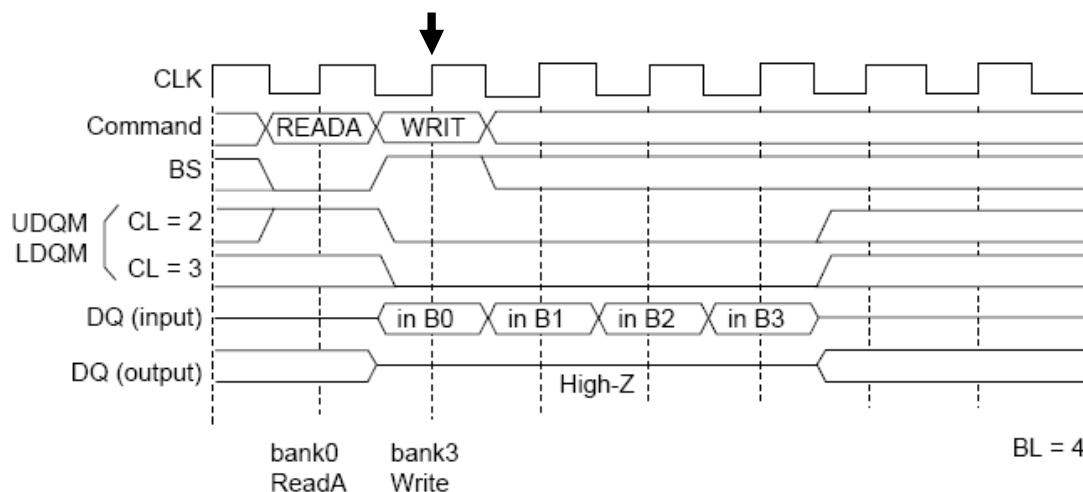 CLK
Command READA WRIT
BS
UDQM CL = 2
LDQM
CL = 3
DQ (input) in B0 in B1 in B2 in B3
DQ (output)
High-Z
bank0 bank3 BL = 4
ReadA Write